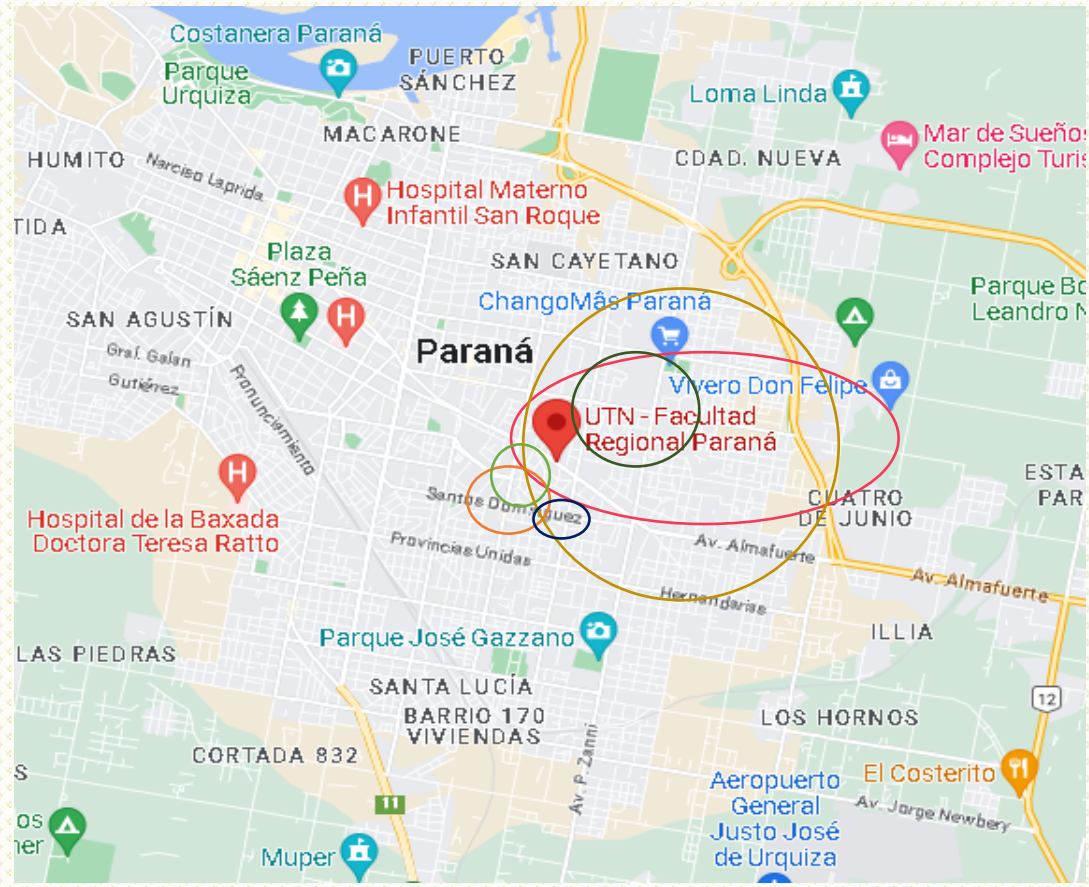 Costanera Paraná
PUERTO
SÁNCHEZ
Parque
Urquiza
Loma Linda
MACARONE
Mar de Sueños
Complejo Turis
HUMITO
Narciso Laprida
CDAD. NUEVA
Hospital Materno
Infantil San Roque
TIDA
Plaza
Sáenz Peña
SAN CAYETANO
Parque Bo
Leandro N
ChangoMâs Paraná
SAN AGUSTÍN
Gral. Galan
Paraná
Gutiérrez
Pronunciamiento
Vivero Don Felipe
UTN - Facultad
Regional Paraná
ESTA
PAR
Santos Domínguez
CUATRO
DE JUNIO
Hospital de la Baxada
Doctora Teresa Ratto
Provincias Unidas
Av. Almafuerte
Av. Almafuerte
Hernandarias
Parque José Gazzano
ILLIA
LAS PIEDRAS
SANTA LUCÍA
12
BARRIO 170
VIVIENDAS
LOS HORNOS
CORTADA 832
Av. P. Zanni
S
Aeropuerto
General
Justo José
de Urquiza
El Costerito
11
Av. Jorge Newbery
os
ner
Muper